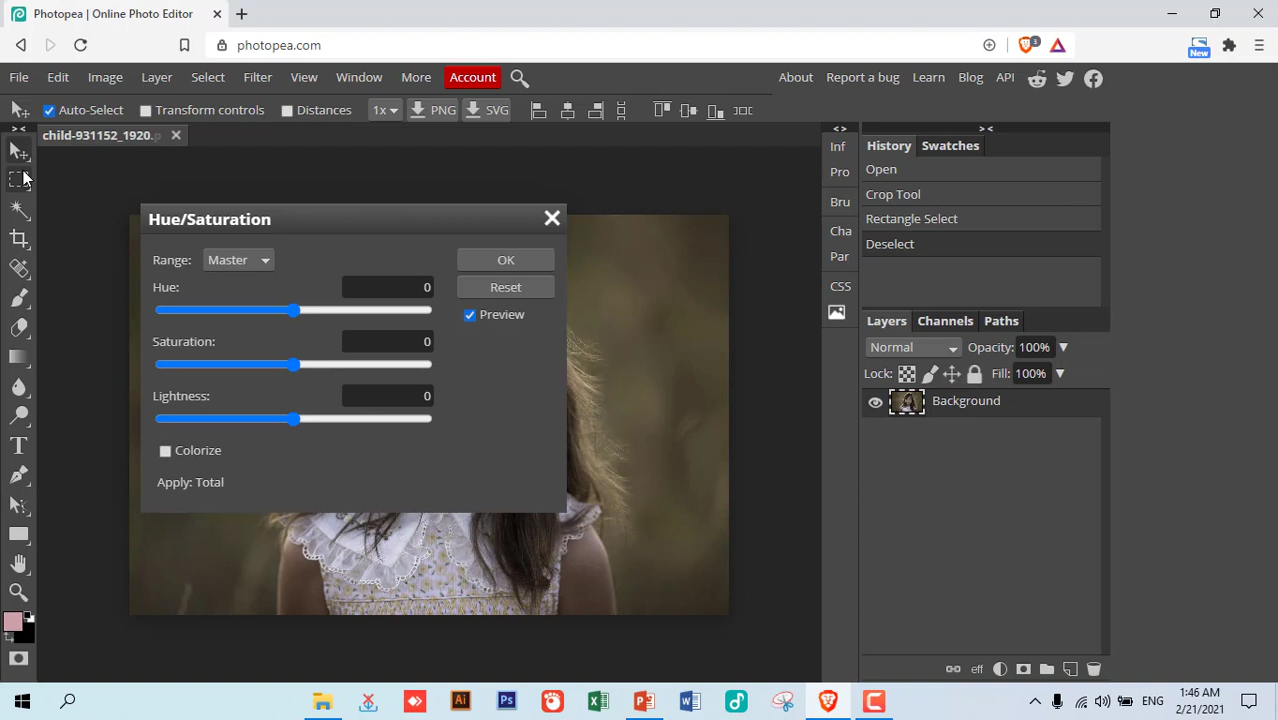 Photopea | Online Photo Editor
photopea.com
3
New
File Edit Image Layer Select Filter View Window More Account
About Report a bug Learn Blog API
Auto-Select Transform controls Distances 1x PNG SVG
child-931152_1920.p
Inf
Pro
Bru
Cha
Par
CSS
History Swatches
Open
Crop Tool
Rectangle Select
Deselect
Hue/Saturation
Range: Master OK
Hue: 0 Reset
Preview
Saturation: 0
Lightness: 0
Colorize
Apply: Total
Layers Channels Paths
Normal Opacity: 100%
Lock: Fill: 100%
Background
T
eff
Ai Ps
ENG
1:46 AM
2/21/2021